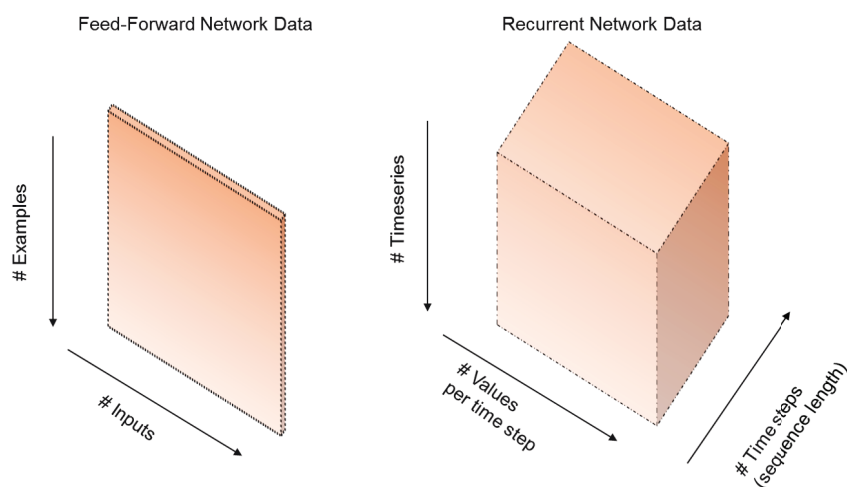 Feed-Forward Network Data
Recurrent Network Data
# Examples
# Inputs
# Timeseries
# Values
per time step
# Time steps
(sequence length)